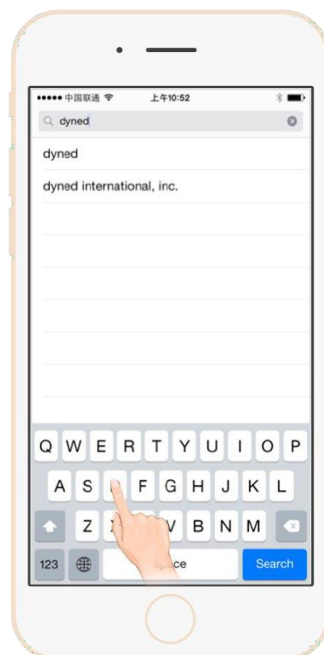 中国联通 上午10:52
dyned
dyned
dyned international, inc.
Q W E R T Y U I O P
A S F G H J K L
Z V B N M
123 Search